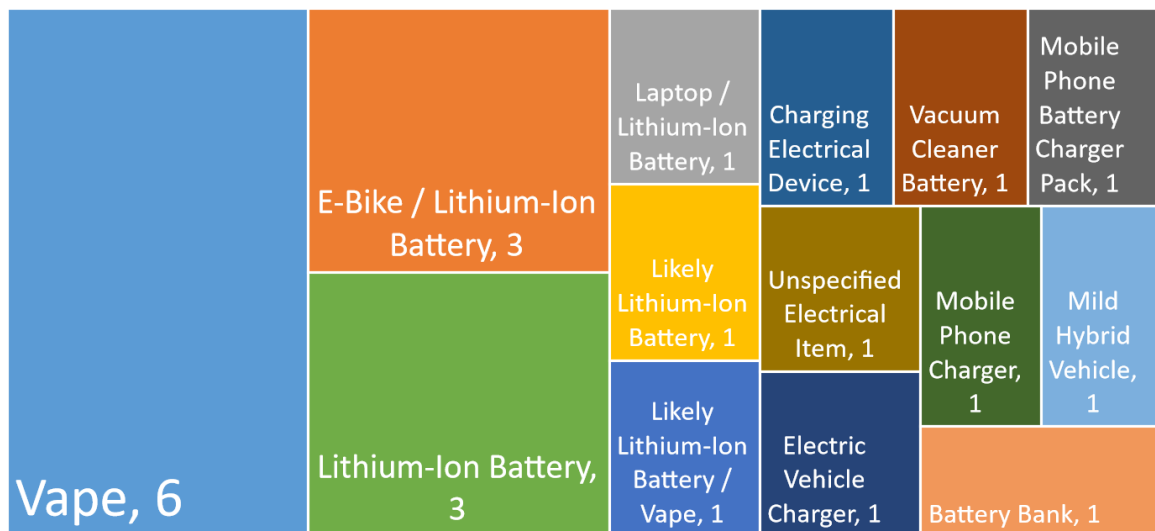 Vape, 6
E-Bike / Lithium-Ion
Battery, 3
Lithium-Ion Battery,
3
Laptop /
Lithium-Ion
Battery, 1
Likely
Lithium-Ion
Battery, 1
Likely
Lithium-Ion
Battery /
Vape, 1
Charging
Electrical
Device, 1
Vacuum
Cleaner
Battery, 1
Mobile
Phone
Battery
Charger
Pack, 1
Unspecified
Electrical
Item, 1
Mobile
Phone
Charger,
1
Mild
Hybrid
Vehicle,
1
Electric
Vehicle
Charger, 1
Battery Bank, 1